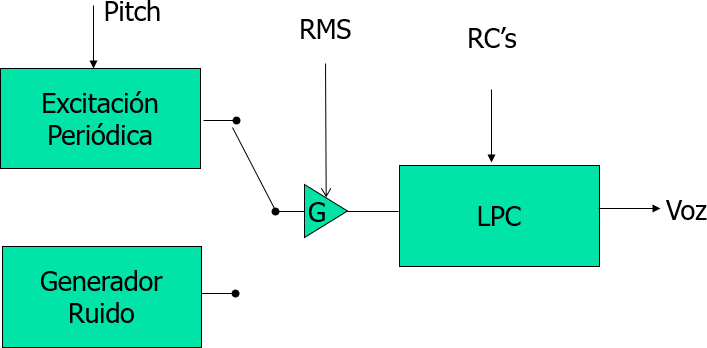 Pitch
RMS
RC’s
Excitación
Periódica
G
LPC
Voz
Generador
Ruido